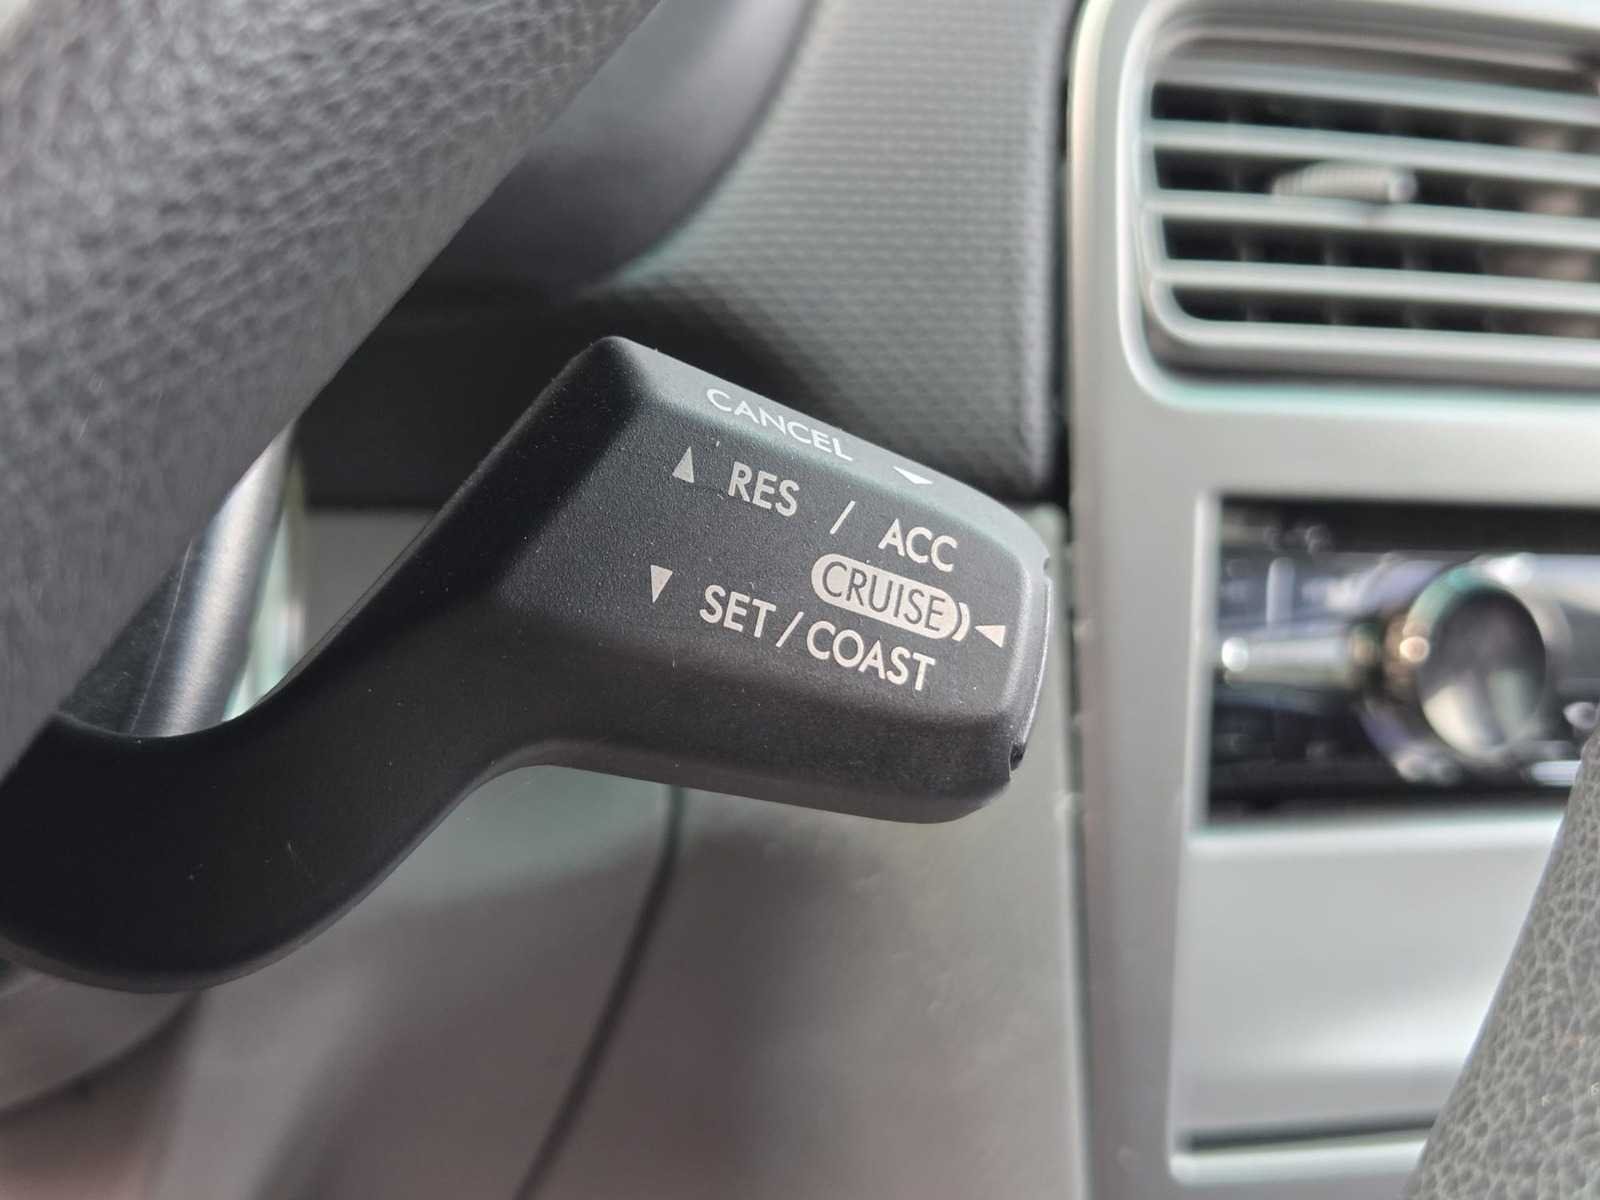 CANCEL
RES / ACC
CRUISE
SET / COAST